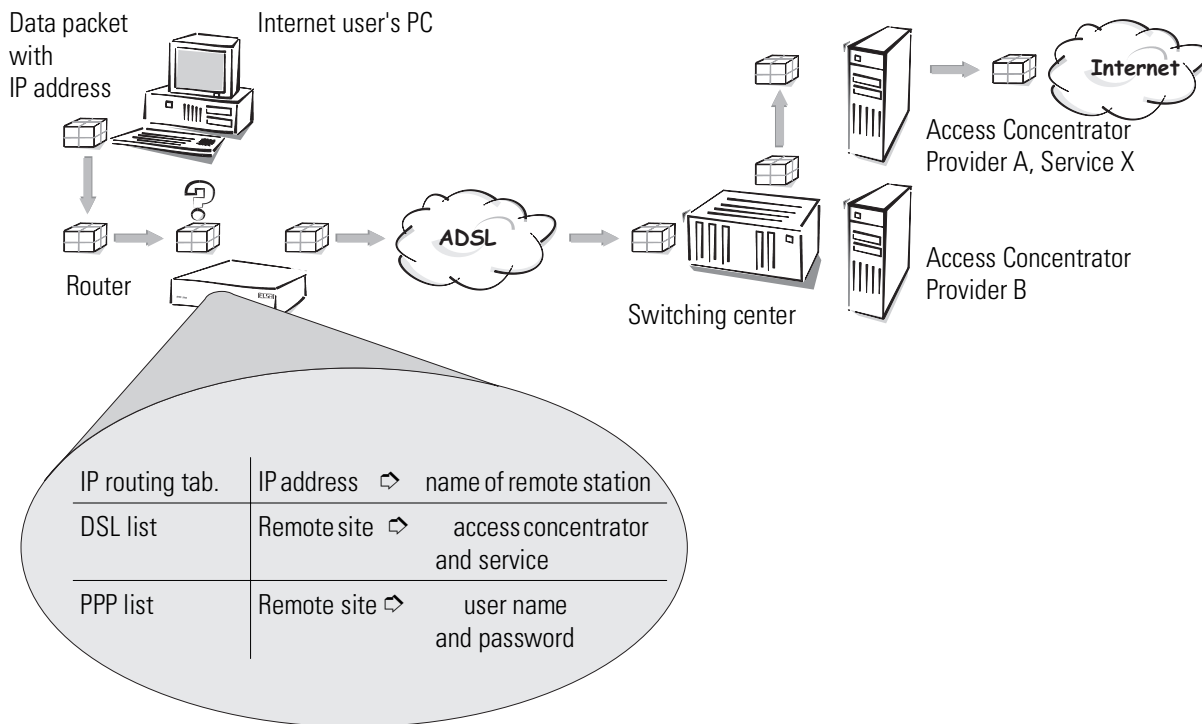 Data packet
with
IP address
Internet user's PC
Internet
Access Concentrator
Provider A, Service X
ADSL
Router
ELSA
Switching center
Access Concentrator
Provider B
IP routing tab. IP address ➪ name of remote station
DSL list Remote site ➪ access concentrator
and service
PPP list Remote site ➪ user name
and password